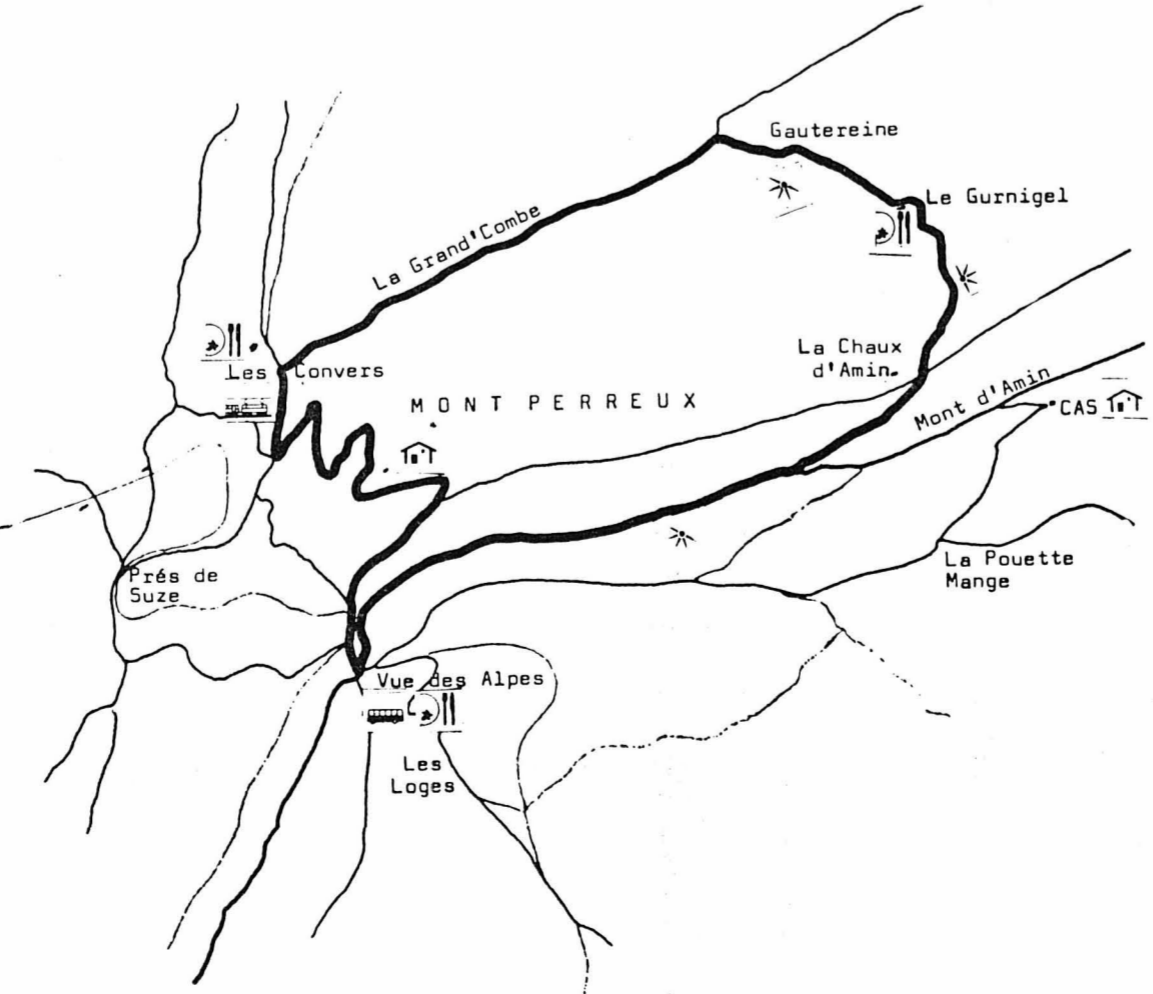 Gautereine
Le Gurnigel
La Grand'Combe
La Chaux
d'Amin
Les Convers
MONT PERREUX
Mont d'Amin
CAS
La Pouette
Mange
Prés de
Suze
Vue des Alpes
Les
Loges